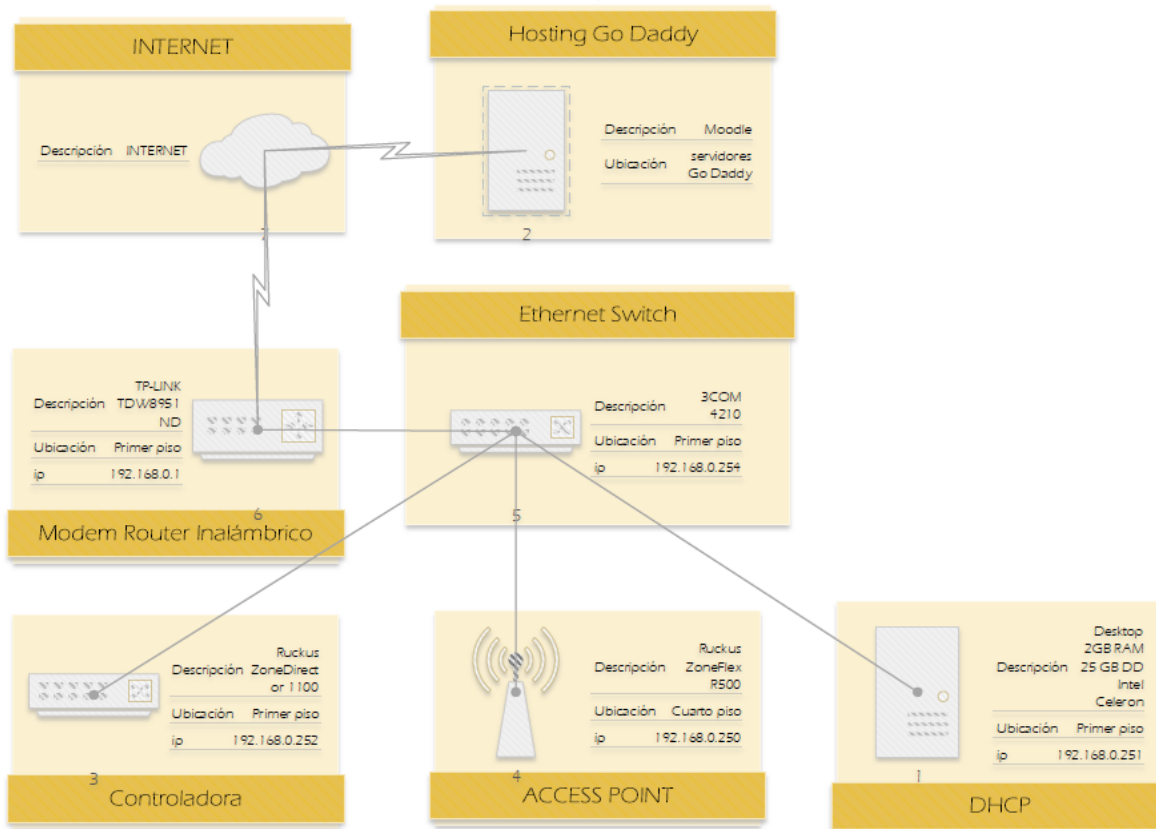 INTERNET
Descripción INTERNET
7
Hosting Go Daddy
Descripción Moodle
Ubicación servidores
Go Daddy
2
Ethernet Switch
Descripción 3COM
4210
Ubicación Primer piso
ip 192.168.0.254
5
TP-LINK
Descripción TDW8951
ND
Ubicación Primer piso
ip 192.168.0.1
6
Modem Router Inalámbrico
Ruckus
Descripción ZoneDirect
or 1100
Ubicación Primer piso
ip 192.168.0.252
3
Controladora
Ruckus
Descripción ZoneFlex
R500
Ubicación Cuarto piso
ip 192.168.0.250
4
ACCESS POINT
Desktop
2GB RAM
Descripción 25 GB DD
Intel
Celeron
Ubicación Primer piso
ip 192.168.0.251
1
DHCP